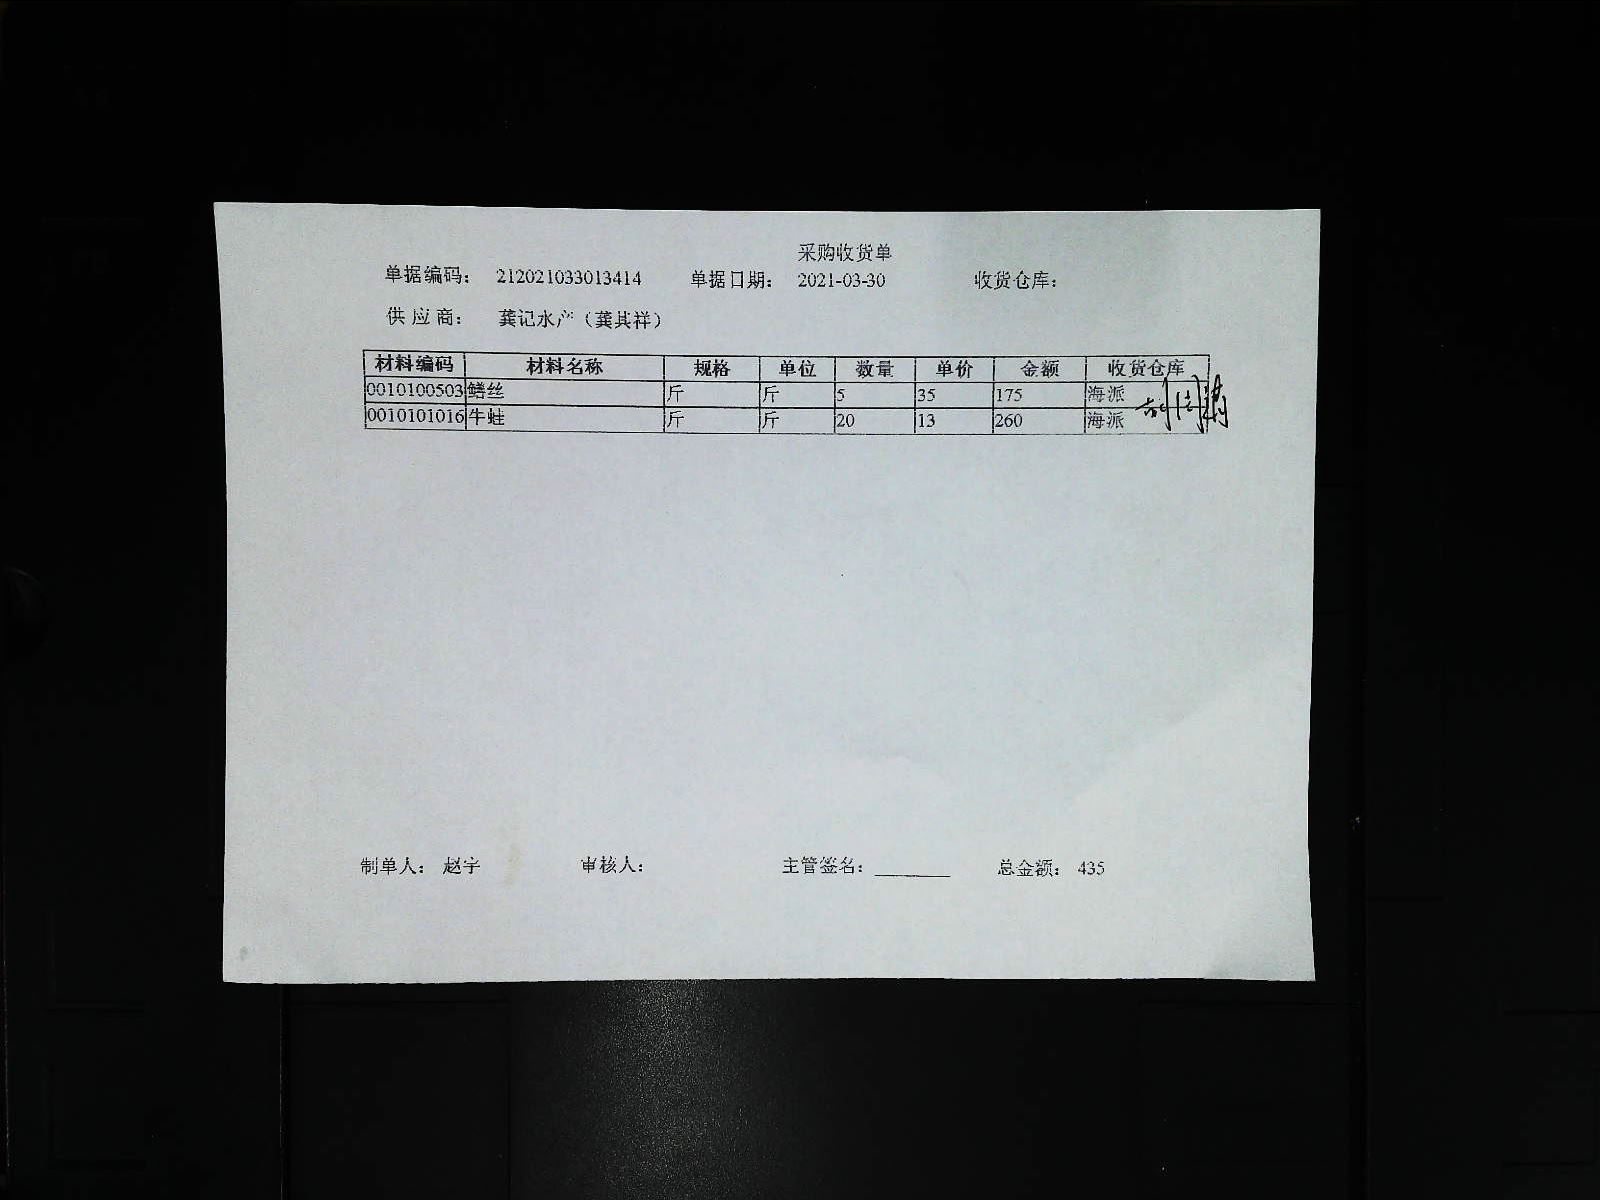 采购收货单
单据编码： 212021033013414 单据日期： 2021-03-30 收货仓库：
供应商： 龚记水产（龚其祥）
材料编码 材料名称 规格 单位 数量 单价 金额 收货仓库
0010100503 鳝丝 斤 斤 5 35 175 海派
0010101016 牛蛙 斤 斤 20 13 260 海派
制单人： 赵宇 审核人： 主管签名： 总金额： 435